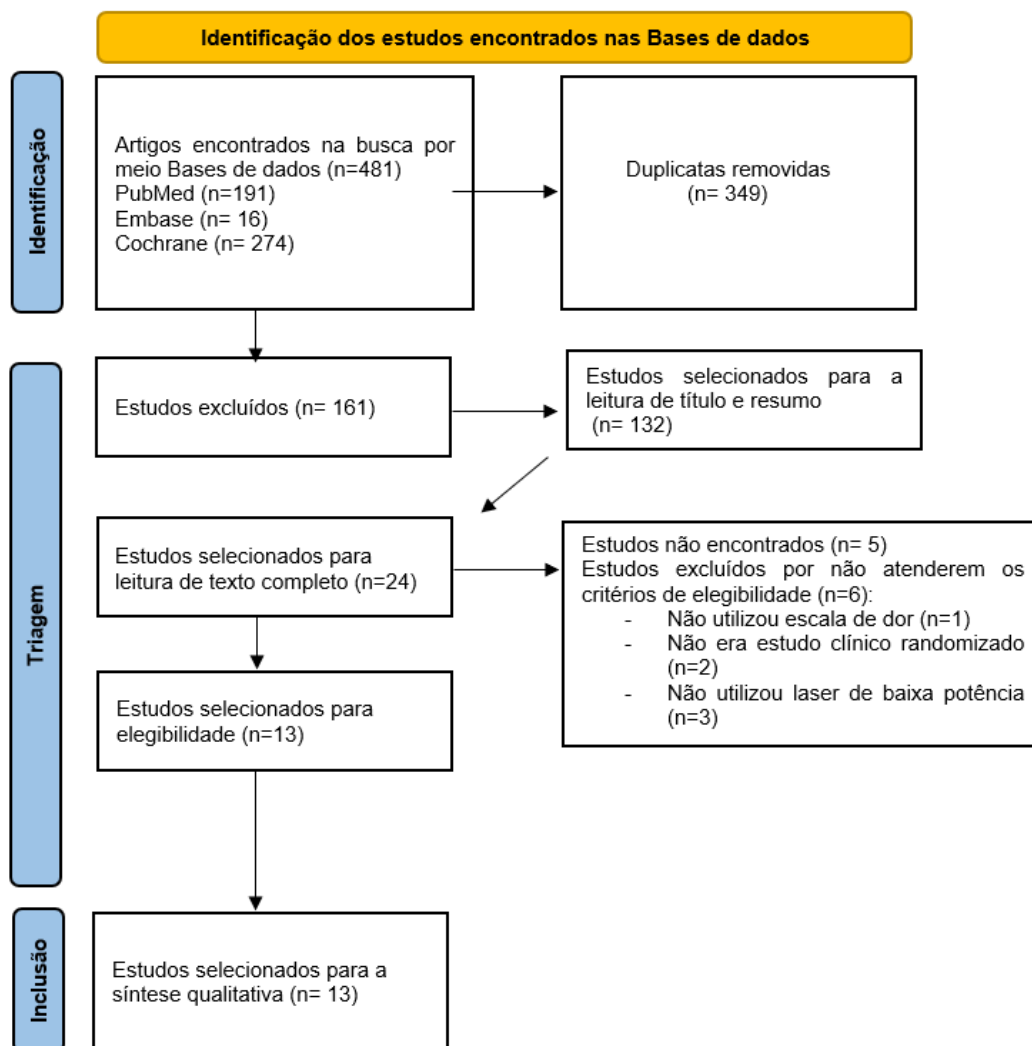 Identificação dos estudos encontrados nas Bases de dados
Identificação
Artigos encontrados na busca por
meio Bases de dados (n=481)
PubMed (n=191)
Embase (n= 16)
Cochrane (n= 274)
Duplicatas removidas
(n= 349)
Triagem
Estudos excluídos (n= 161)
Estudos selecionados para a
leitura de título e resumo
(n= 132)
Estudos selecionados para
leitura de texto completo (n=24)
Estudos não encontrados (n= 5)
Estudos excluídos por não atenderem os
critérios de elegibilidade (n=6):
- Não utilizou escala de dor (n=1)
- Não era estudo clínico randomizado
(n=2)
- Não utilizou laser de baixa potência
(n=3)
Estudos selecionados para
elegibilidade (n=13)
Inclusão
Estudos selecionados para a
síntese qualitativa (n= 13)